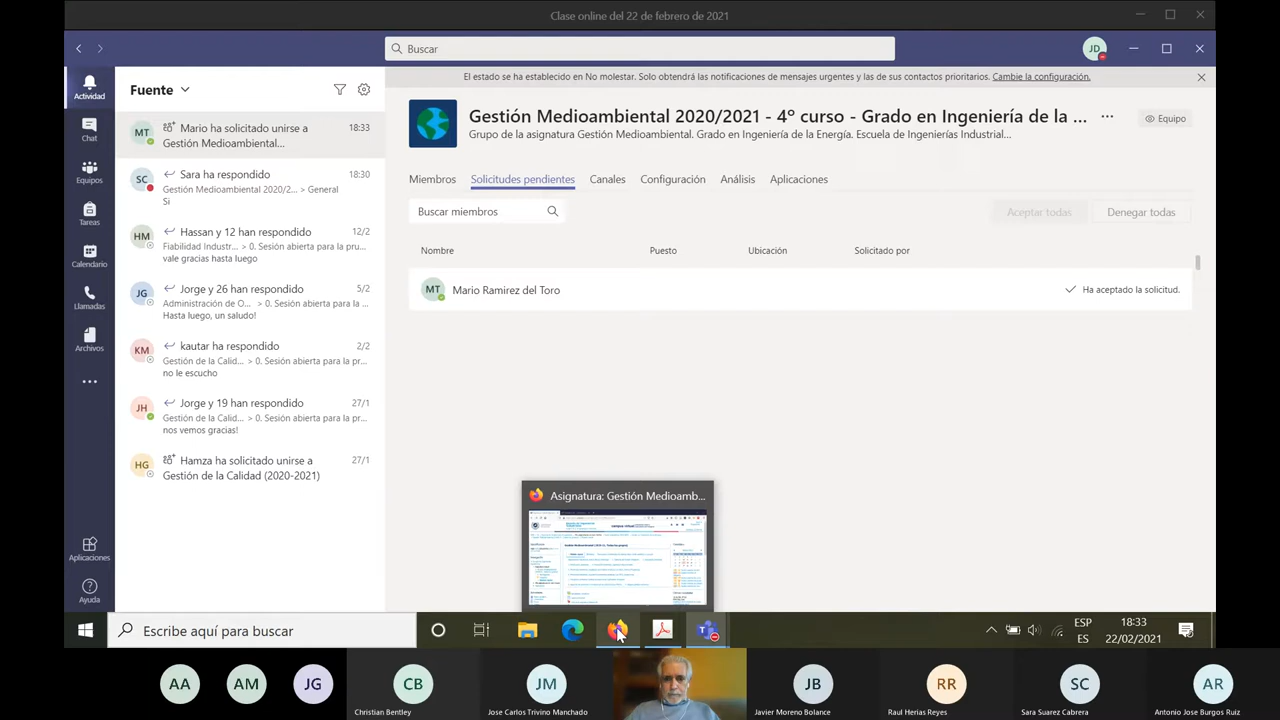 Clase online del 22 de febrero de 2021
Buscar
JD
El estado se ha establecido en No molestar. Solo obtendrá las notificaciones de mensajes urgentes y las de sus contactos prioritarios. Cambie la configuración.
Actividad
Chat
Equipos
Tareas
Calendario
Llamadas
Archivos
Aplicaciones
Ayuda
Fuente
MT
Mario ha solicitado unirse a 18:33
Gestión Medioambiental...
SC
Sara ha respondido 18:30
Gestión Medioambiental 2020/2... > General
Si
HM
Hassan y 12 han respondido 12/2
Fiabilidad Industr... > 0. Sesión abierta para la pru...
vale gracias hasta luego
JG
Jorge y 26 han respondido 5/2
Administración de O... > 0. Sesión abierta para la ...
Hasta luego, un saludo!
KM
kautar ha respondido 2/2
Gestión de la Calid... > 0. Sesión abierta para la pr...
no le escucho
JH
Jorge y 19 han respondido 27/1
Gestión de la Calid... > 0. Sesión abierta para la pr...
nos vemos gracias!
HG
Hamza ha solicitado unirse a 27/1
Gestión de la Calidad (2020-2021)
Gestión Medioambiental 2020/2021 - 4º curso - Grado en Ingeniería de la ...
Equipo
Grupo de la asignatura Gestión Medioambiental. Grado en Ingeniería de la Energía. Escuela de Ingenierías Industrial...
Miembros Solicitudes pendientes Canales Configuración Análisis Aplicaciones
Buscar miembros
Aceptar todas Denegar todas
Nombre Puesto Ubicación Solicitado por
MT Mario Ramirez del Toro Ha aceptado la solicitud.
Asignatura: Gestión Medioamb...
Escribe aquí para buscar
ESP
ES
18:33
22/02/2021
AA AM JG CB JM JB RR SC AR
Christian Bentley Jose Carlos Trivino Manchado Javier Moreno Bolance Raul Herias Reyes Sara Suarez Cabrera Antonio Jose Burgos Ruiz